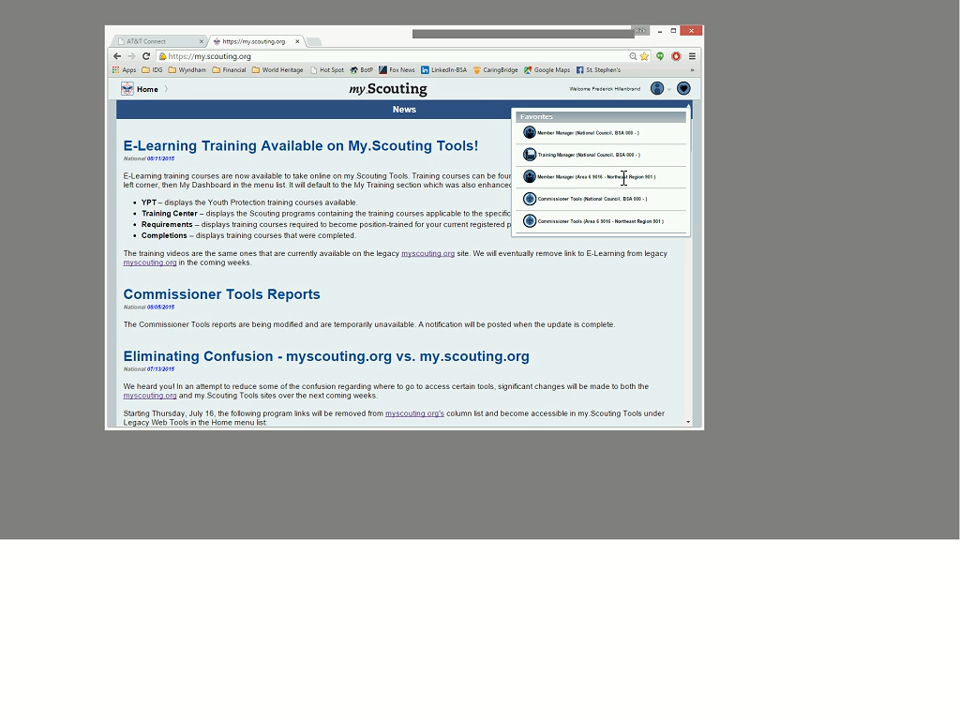 AT&T Connect
https://my.scouting.org
https://my.scouting.org
Apps IDG Wyndham Financial World Heritage Hot Spot BotP Fox News LinkedIn-BSA CaringBridge Google Maps St. Stephen's »
Home
myScouting
Welcome Frederick Hillenbrand
News
Favorites
Member Manager (National Council, BSA 000 - )
Training Manager (National Council, BSA 000 - )
Member Manager (Area 6 9016 - Northeast Region 901 )
Commissioner Tools (National Council, BSA 000 - )
Commissioner Tools (Area 6 9016 - Northeast Region 901 )
E-Learning Training Available on My.Scouting Tools!
National 08/11/2015
E-Learning training courses are now available to take online on my.Scouting Tools. Training courses can be four
left corner, then My Dashboard in the menu list. It will default to the My Training section which was also enhance
• YPT – displays the Youth Protection training courses available.
• Training Center – displays the Scouting programs containing the training courses applicable to the specific
• Requirements – displays training courses required to become position-trained for your current registered p
• Completions – displays training courses that were completed.
The training videos are the same ones that are currently available on the legacy myscouting.org site. We will eventually remove link to E-Learning from legacy
myscouting.org in the coming weeks.
Commissioner Tools Reports
National 08/05/2015
The Commissioner Tools reports are being modified and are temporarily unavailable. A notification will be posted when the update is complete.
Eliminating Confusion - myscouting.org vs. my.scouting.org
National 07/13/2015
We heard you! In an attempt to reduce some of the confusion regarding where to go to access certain tools, significant changes will be made to both the
myscouting.org and my.Scouting Tools sites over the next coming weeks.
Starting Thursday, July 16, the following program links will be removed from myscouting.org's column list and become accessible in my.Scouting Tools under
Legacy Web Tools in the Home menu list: